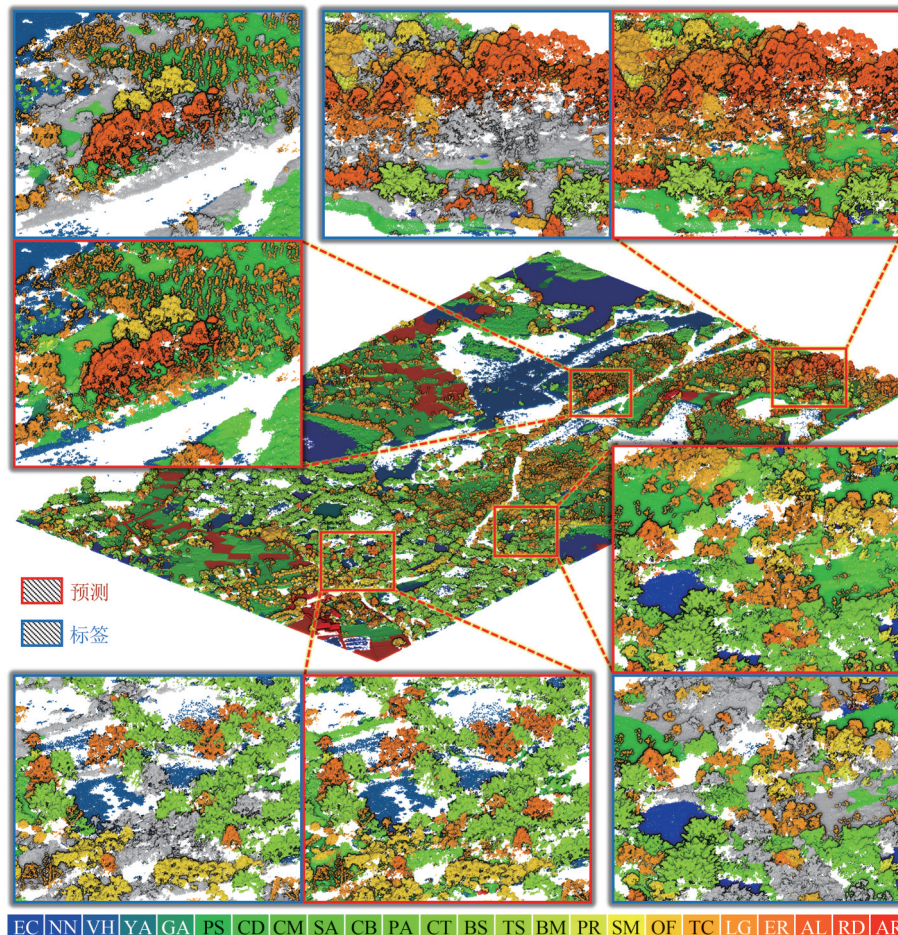 预测
标签
EC NN VH YA GA PS CD CM SA CB PA CT BS TS BM PR SM OF TC LG ER AL RD AR